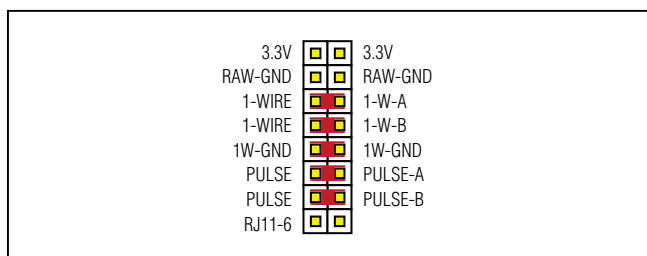 3.3V 3.3V
RAW-GND RAW-GND
1-WIRE 1-W-A
1-WIRE 1-W-B
1W-GND 1W-GND
PULSE PULSE-A
PULSE PULSE-B
RJ11-6